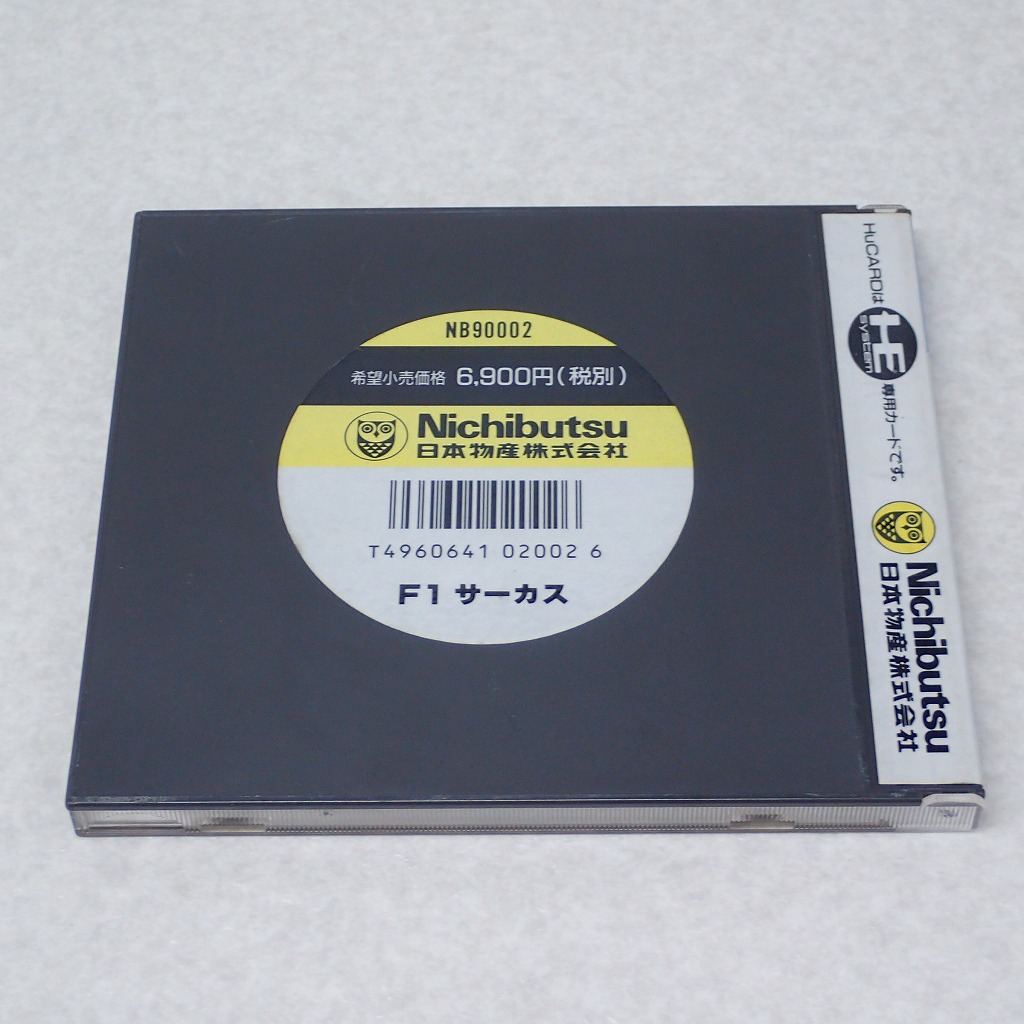 NB90002
希望小売価格 6,900円(税別)
Nichibutsu
日本物産株式会社
T4960641 02002 6
F1 サーカス
HuCARDは HE system 専用カードです。
Nichibutsu
日本物産株式会社